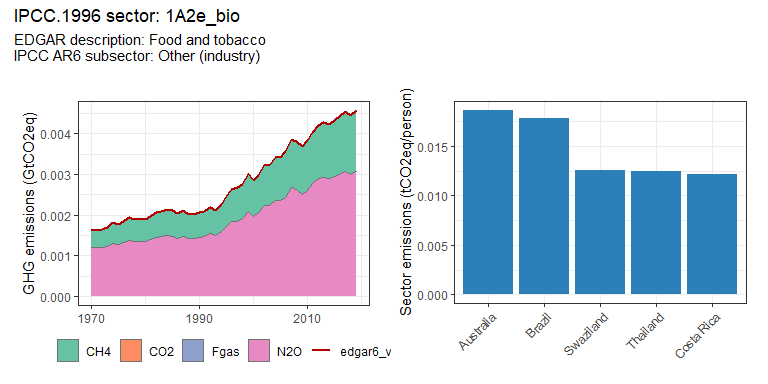 IPCC.1996 sector: 1A2e_bio
EDGAR description: Food and tobacco
IPCC AR6 subsector: Other (industry)
GHG emissions (GtCO2eq)
0.004
0.003
0.002
0.001
0.000
1970
1990
2010
CH4
CO2
Fgas
N2O
edgar6_v
Sector emissions (tCO2eq/person)
0.015
0.010
0.005
0.000
Australia
Brazil
Swaziland
Thailand
Costa Rica